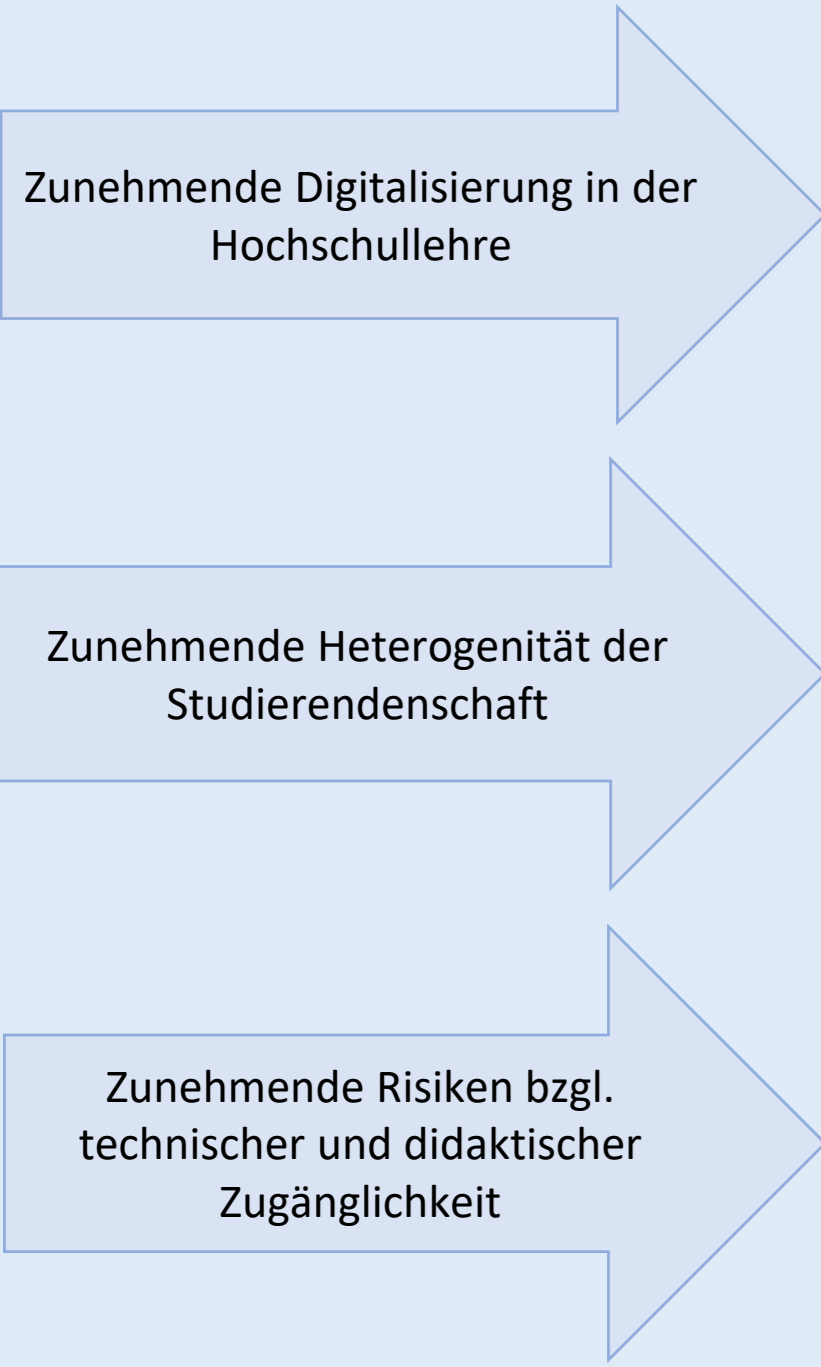 Zunehmende Digitalisierung in der
Hochschullehre
Zunehmende Heterogenität der
Studierendenschaft
Zunehmende Risiken bzgl.
technischer und didaktischer
Zugänglichkeit